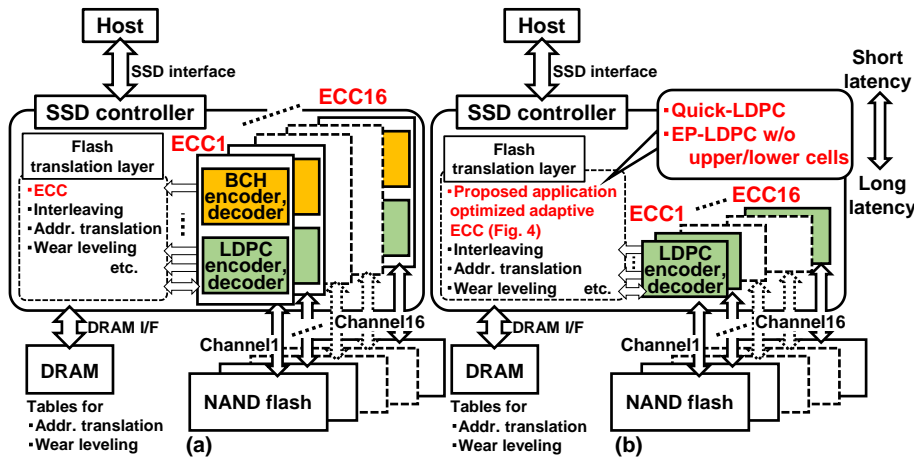 Host
SSD interface
SSD controller
ECC16
ECC1
Flash
translation layer
▪ECC
▪Interleaving
▪Addr. translation
▪Wear leveling
etc.
BCH
encoder,
decoder
LDPC
encoder,
decoder
DRAM I/F
Channel1
Channel16
DRAM
NAND flash
Tables for
▪Addr. translation
▪Wear leveling
(a)
Host
SSD interface
SSD controller
▪Quick-LDPC
▪EP-LDPC w/o
upper/lower cells
Short
latency
Long
latency
Flash
translation layer
▪Proposed application
optimized adaptive
ECC (Fig. 4)
▪Interleaving
▪Addr. translation
▪Wear leveling etc.
ECC16
ECC1
LDPC
encoder,
decoder
DRAM I/F
Channel1
Channel16
DRAM
NAND flash
Tables for
▪Addr. translation
▪Wear leveling
(b)